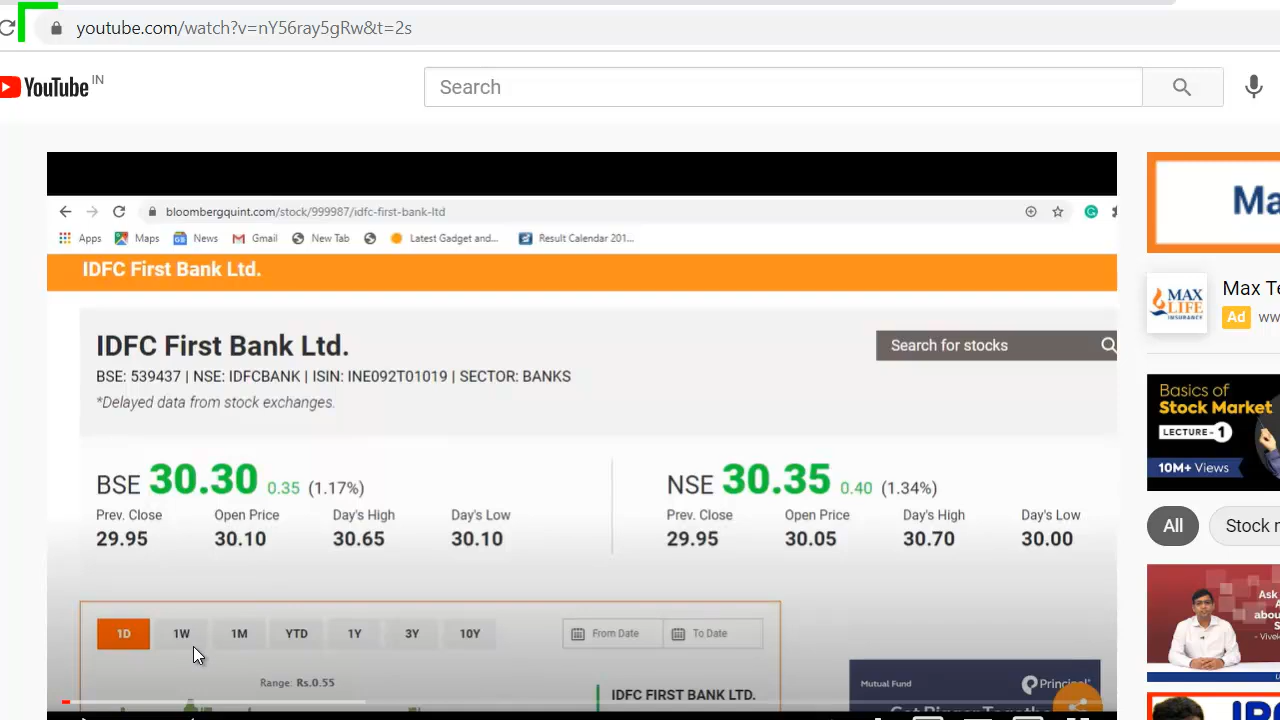 youtube.com/watch?v=nY56ray5gRw&t=2s
YouTube IN
Search
bloombergquint.com/stock/999987/idfc-first-bank-ltd
Apps Maps News Gmail New Tab Latest Gadget and... Result Calendar 201...
IDFC First Bank Ltd.
IDFC First Bank Ltd.
Search for stocks
BSE: 539437 | NSE: IDFCBANK | ISIN: INE092T01019 | SECTOR: BANKS
*Delayed data from stock exchanges.
BSE 30.30 0.35 (1.17%)
NSE 30.35 0.40 (1.34%)
Prev. Close Open Price Day's High Day's Low
29.95 30.10 30.65 30.10
Prev. Close Open Price Day's High Day's Low
29.95 30.05 30.70 30.00
1D 1W 1M YTD 1Y 3Y 10Y
From Date To Date
Range: Rs.0.55
IDFC FIRST BANK LTD.
Mutual Fund
Principal
Ma
MAX
LIFE
INSURANCE
Max Te
Ad ww
Basics of
Stock Market
LECTURE - 1
10M+ Views
All Stock
Ask
abou